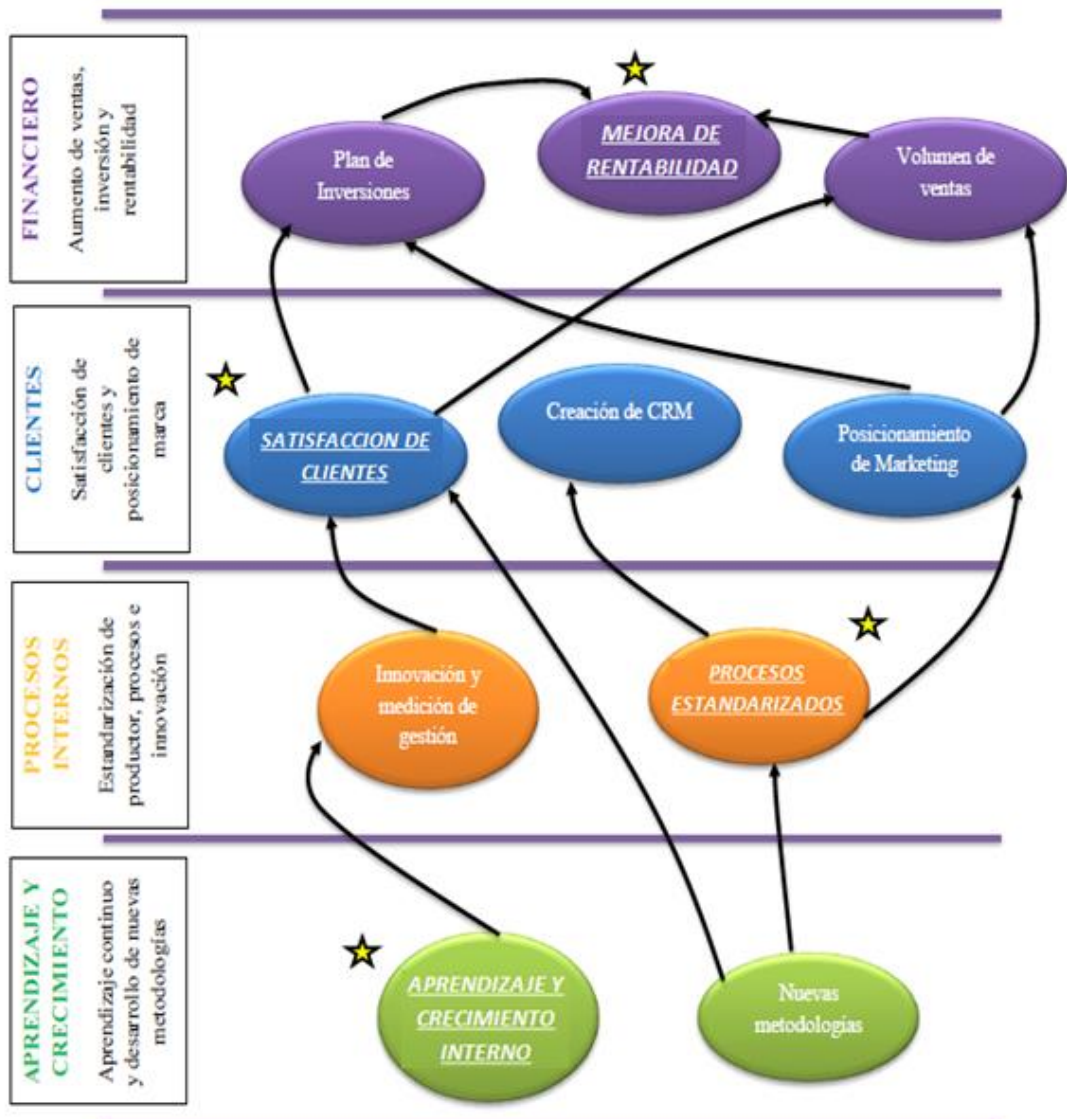 FINANCIERO
Aumento de ventas,
inversión y
rentabilidad
Plan de
Inversiones
MEJORA DE
RENTABILIDAD
Volumen de
ventas
CLIENTES
Satisfacción de
clientes y
posicionamiento de
marca
SATISFACCION DE
CLIENTES
Creación de CRM
Posicionamiento
de Marketing
PROCESOS
INTERNOS
Estandarización de
productor, procesos e
innovación
Innovación y
medición de
gestión
PROCESOS
ESTANDARIZADOS
APRENDIZAJE Y
CRECIMIENTO
Aprendizaje continuo
y desarrollo de nuevas
metodologías
APRENDIZAJE Y
CRECIMIENTO
INTERNO
Nuevas
metodologías